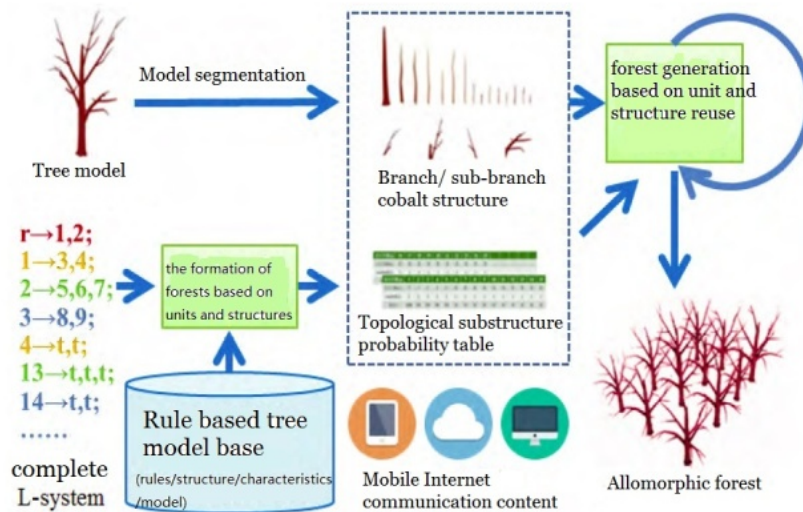 Model segmentation
Tree model
Branch/ sub-branch
cobalt structure
forest generation
based on unit and
structure reuse
r→1,2;
1→3,4;
2→5,6,7;
3→8,9;
4→t,t;
13→t,t,t;
14→t,t;
......
complete
L-system
the formation of
forests based on
units and structures
Topological substructure
probability table
Rule based tree
model base
(rules/structure/characteristics
/model)
Mobile Internet
communication content
Allomorphic forest